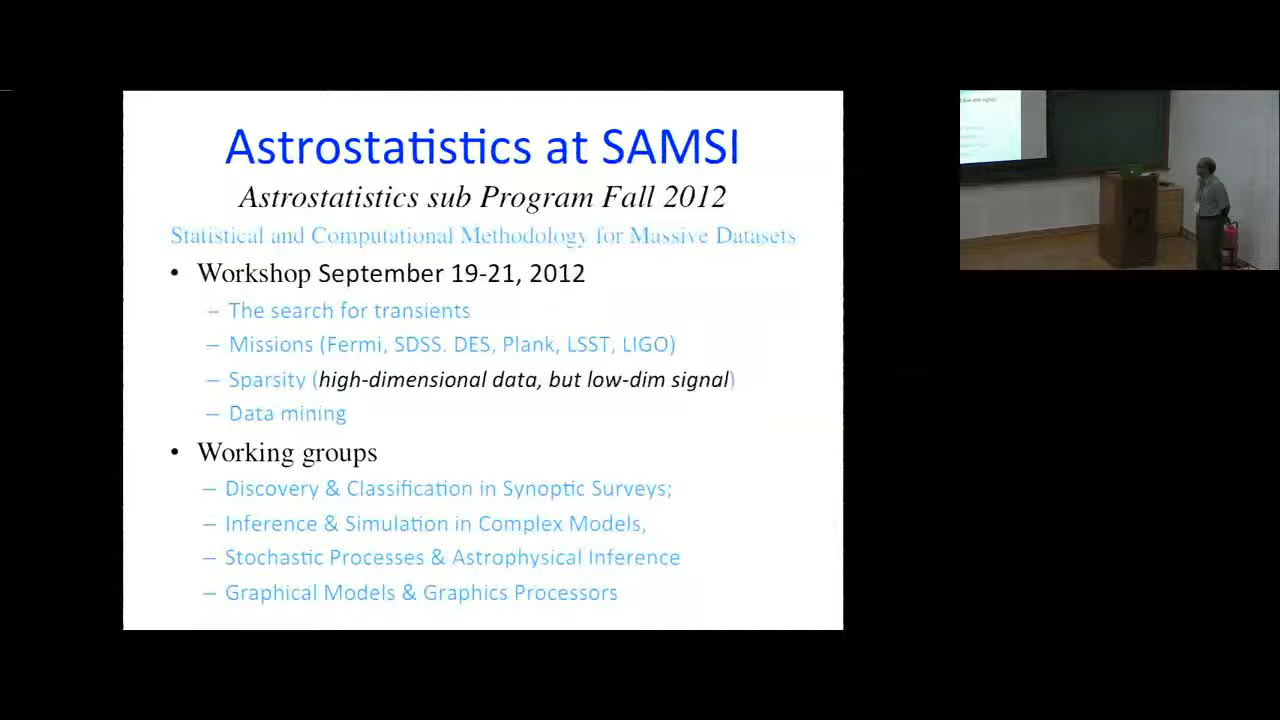 Astrostatistics at SAMSI
Astrostatistics sub Program Fall 2012
Statistical and Computational Methodology for Massive Datasets
• Workshop September 19-21, 2012
– The search for transients
– Missions (Fermi, SDSS. DES, Plank, LSST, LIGO)
– Sparsity (high-dimensional data, but low-dim signal)
– Data mining
• Working groups
– Discovery & Classification in Synoptic Surveys;
– Inference & Simulation in Complex Models,
– Stochastic Processes & Astrophysical Inference
– Graphical Models & Graphics Processors